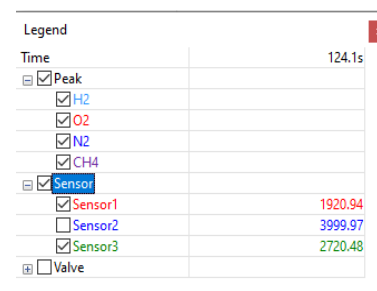 Legend
Time 124.1s
Peak
H2
O2
N2
CH4
Sensor
Sensor1 1920.94
Sensor2 3999.97
Sensor3 2720.48
Valve